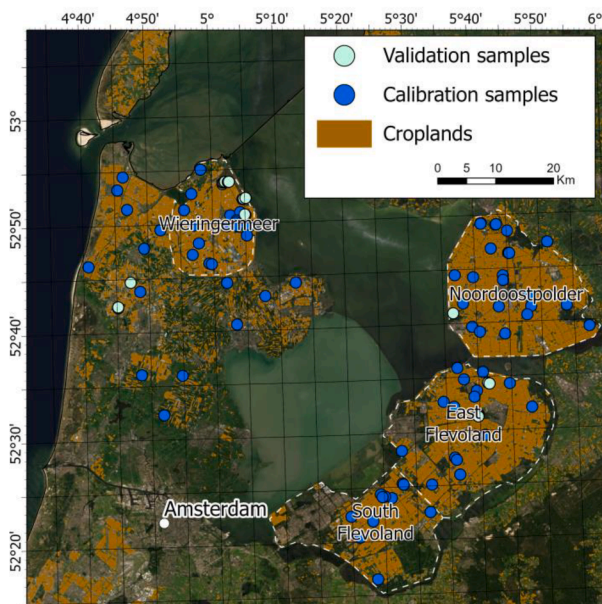 4°40' 4°50' 5° 5°10' 5°20' 5°30' 5°40' 5°50' 6°
Validation samples
Calibration samples
Croplands
0 10 20
Km
53°
52°50'
52°40'
52°30'
52°20'
Wieringermeer
Noordoostpolder
East
Flevoland
South
Flevoland
Amsterdam